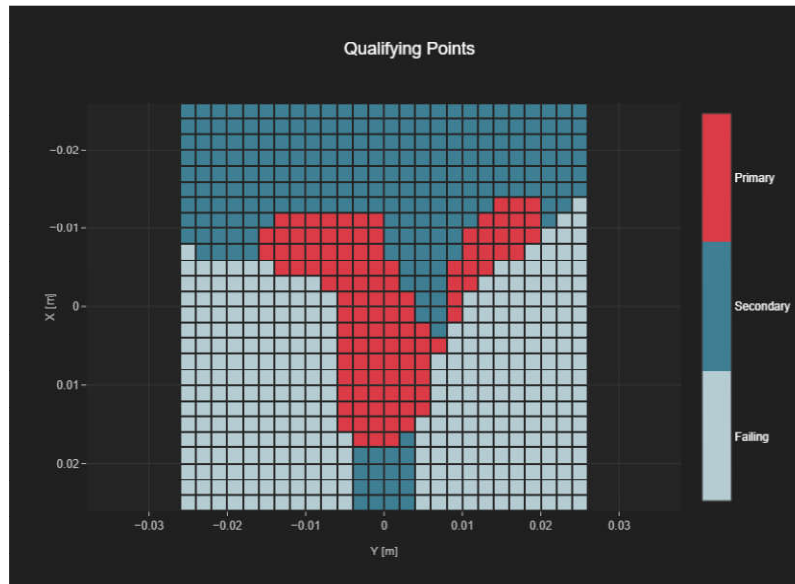 Qualifying Points
−0.02
−0.01
0
0.01
0.02
X [m]
−0.03
−0.02
−0.01
0
0.01
0.02
0.03
Y [m]
Primary
Secondary
Failing